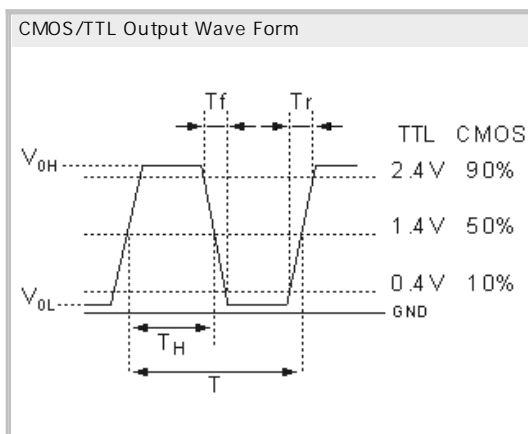 CMOS/TTL Output Wave Form
Tf Tr
TTL CMOS
V0H 2.4V 90%
1.4V 50%
0.4V 10%
V0L
GND
TH
T